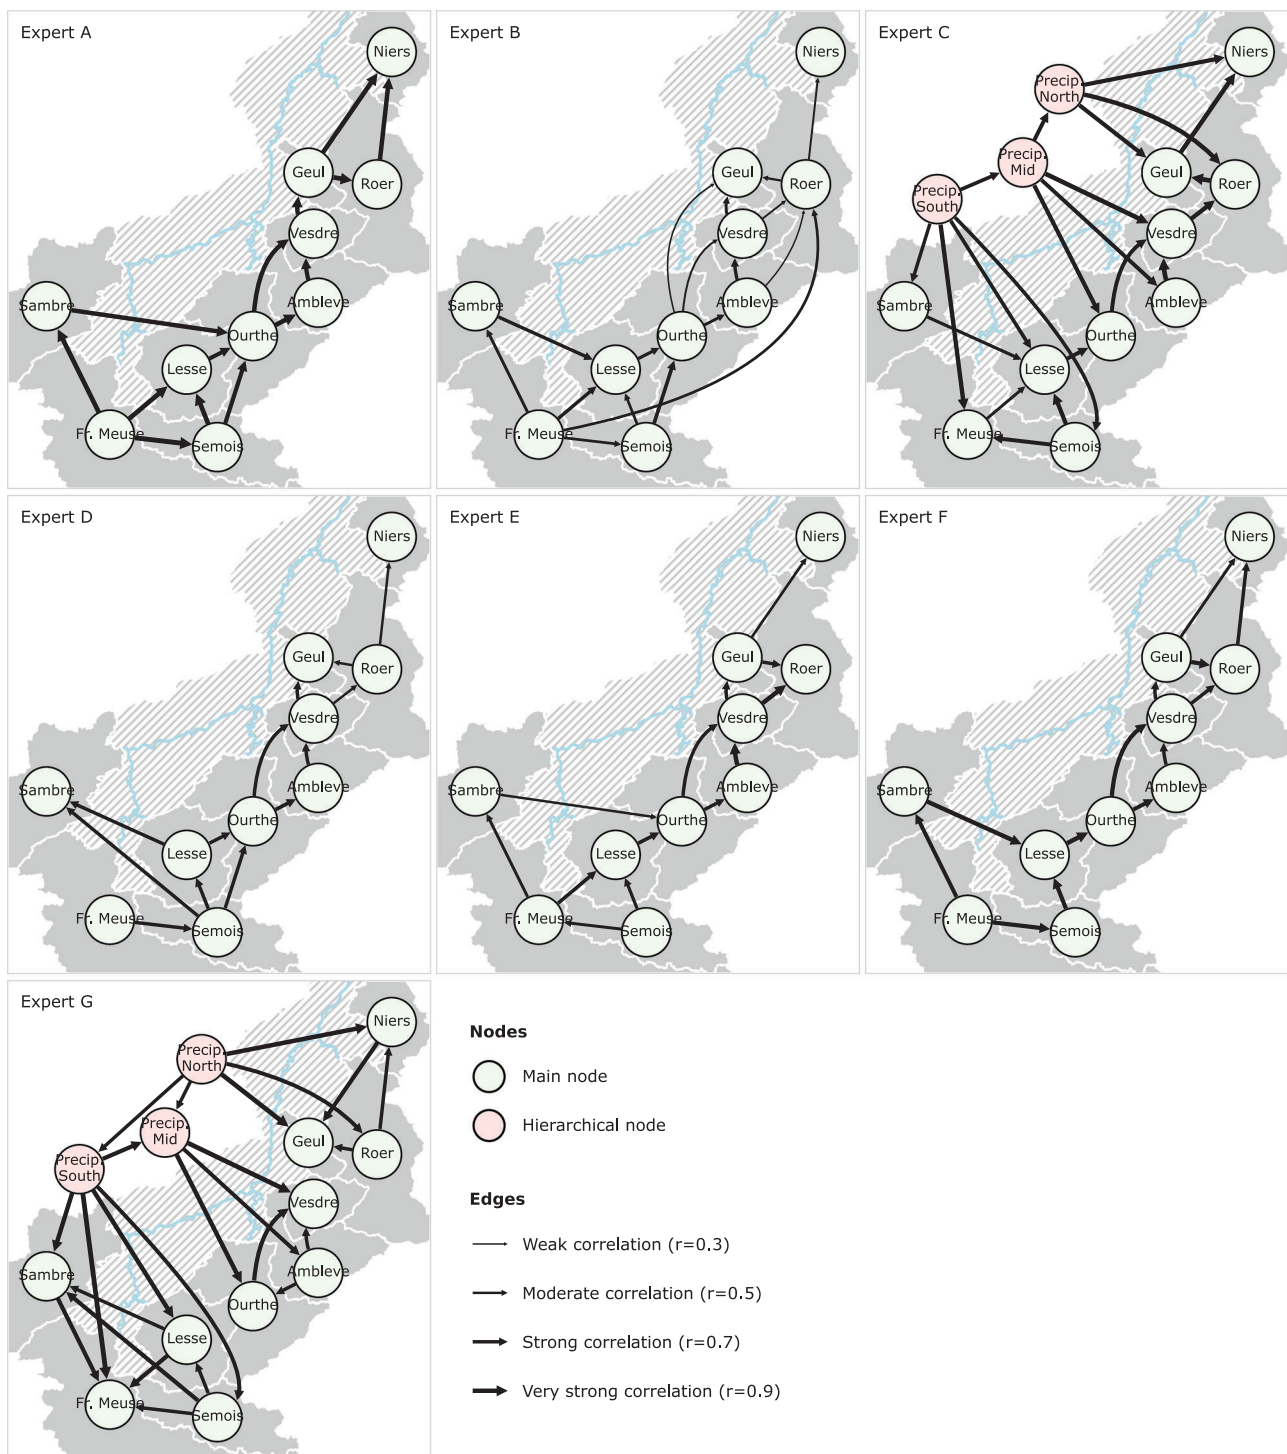 Expert A
Niers
Geul
Roer
Vesdre
Sambre
Ambleve
Ourthe
Lesse
Fr. Meuse
Semois
Expert B
Niers
Geul
Roer
Vesdre
Sambre
Ambleve
Ourthe
Lesse
Fr. Meuse
Semois
Expert C
Niers
Precip.
North
Precip.
Mid
Geul
Roer
Precip.
South
Vesdre
Sambre
Ambleve
Ourthe
Lesse
Fr. Meuse
Semois
Expert D
Niers
Geul
Roer
Vesdre
Sambre
Ambleve
Ourthe
Lesse
Fr. Meuse
Semois
Expert E
Niers
Geul
Roer
Vesdre
Sambre
Ambleve
Ourthe
Lesse
Fr. Meuse
Semois
Expert F
Niers
Geul
Roer
Vesdre
Sambre
Ambleve
Ourthe
Lesse
Fr. Meuse
Semois
Expert G
Niers
Precip.
North
Precip.
Mid
Geul
Roer
Precip.
South
Vesdre
Sambre
Ambleve
Ourthe
Lesse
Fr. Meuse
Semois
Nodes
Main node
Hierarchical node
Edges
Weak correlation (r=0.3)
Moderate correlation (r=0.5)
Strong correlation (r=0.7)
Very strong correlation (r=0.9)